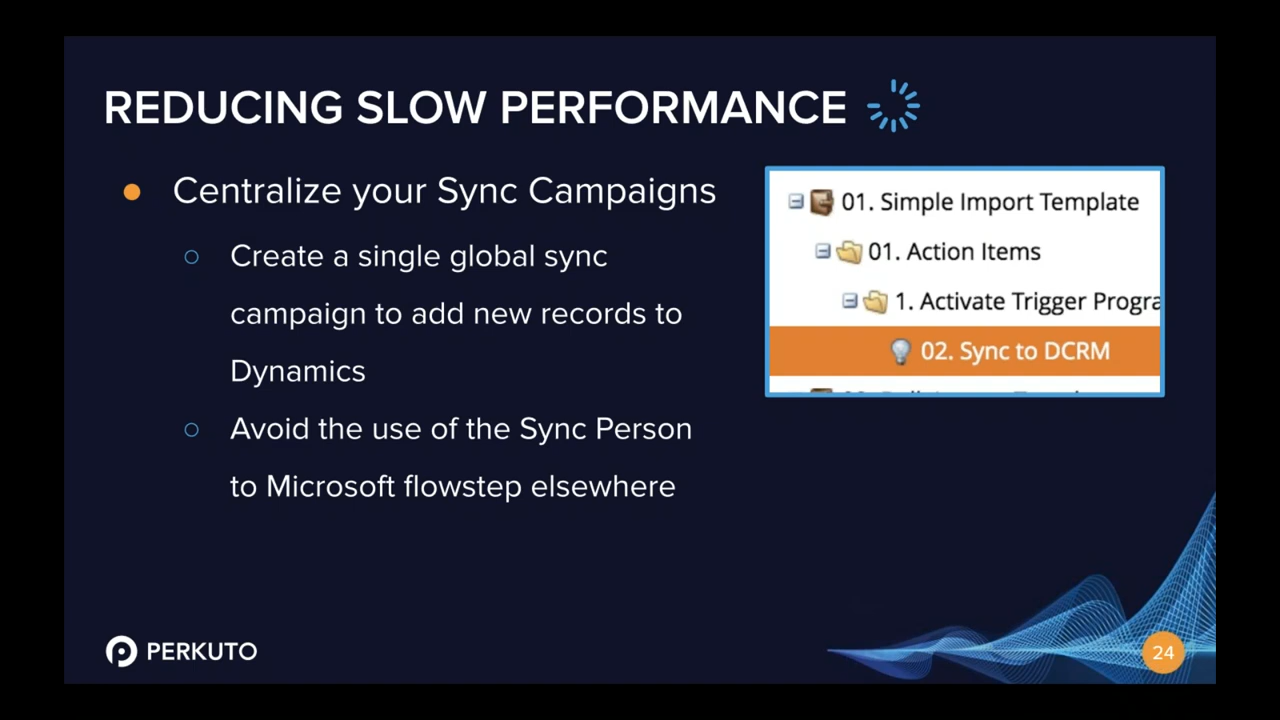 REDUCING SLOW PERFORMANCE
Centralize your Sync Campaigns
Create a single global sync
campaign to add new records to
Dynamics
Avoid the use of the Sync Person
to Microsoft flowstep elsewhere
01. Simple Import Template
01. Action Items
1. Activate Trigger Progra
02. Sync to DCRM
PERKUTO
24